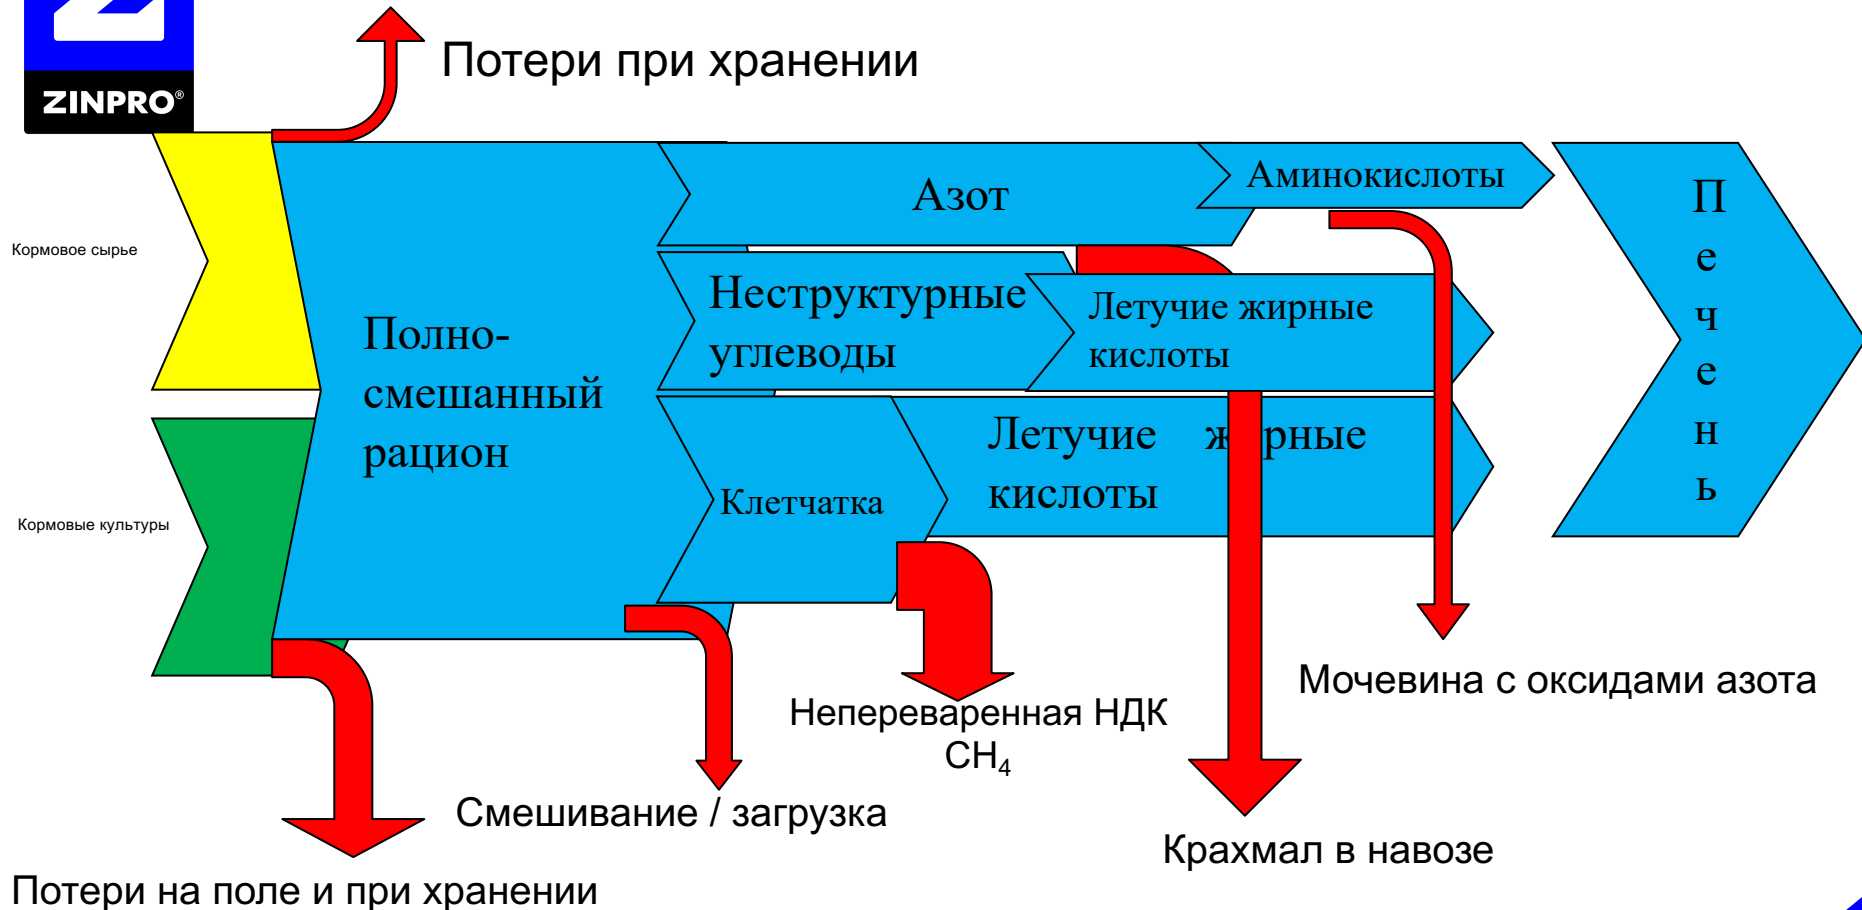 ZINPRO®
Потери при хранении
Кормовое сырье
Кормовые культуры
Полно-
смешанный
рацион
Азот
Аминокислоты
Неструктурные
углеводы
Летучие жирные
кислоты
Клетчатка
Летучие жирные
кислоты
П
е
ч
е
н
ь
Мочевина с оксидами азота
Непереваренная НДК
CH₄
Смешивание / загрузка
Крахмал в навозе
Потери на поле и при хранении